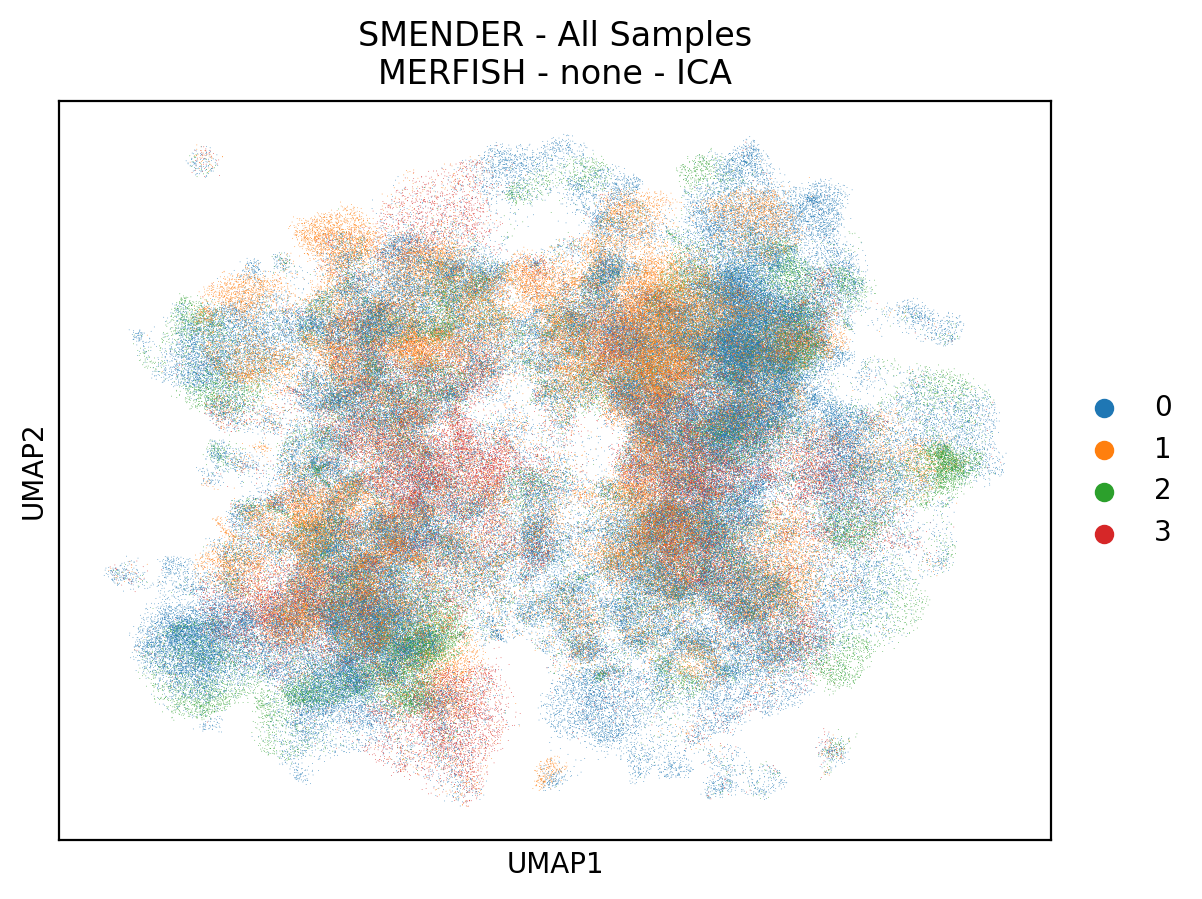 SMENDER - All Samples
MERFISH - none - ICA
UMAP2
0
1
2
3
UMAP1